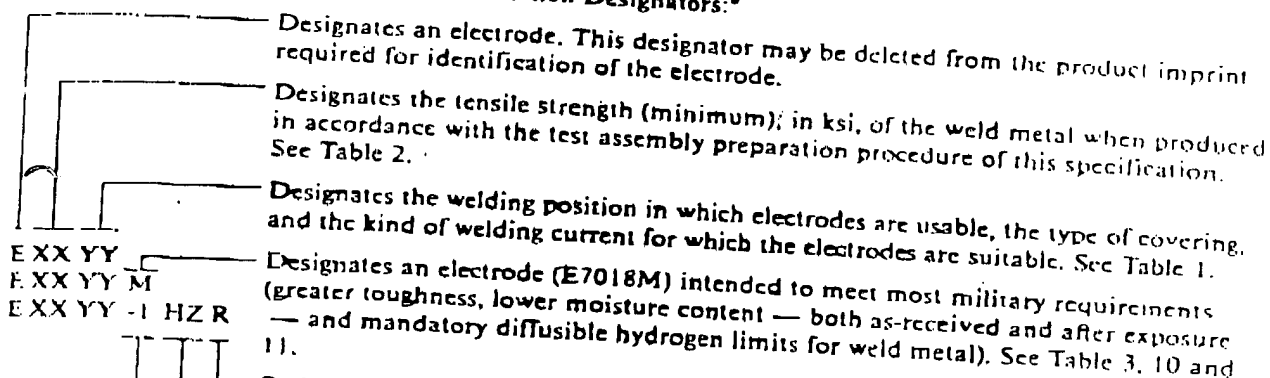 Designators:
Designates an electrode. This designator may be deleted from the product imprint
required for identification of the electrode.
Designates the tensile strength (minimum), in ksi, of the weld metal when produced
in accordance with the test assembly preparation procedure of this specification.
See Table 2.
Designates the welding position in which electrodes are usable, the type of covering,
and the kind of welding current for which the electrodes are suitable. See Table 1.
E XX YY
E XX YY M
E XX YY -1 HZ R
Designates an electrode (E7018M) intended to meet most military requirements
(greater toughness, lower moisture content — both as-received and after exposure
— and mandatory diffusible hydrogen limits for weld metal). See Table 3, 10 and
11.